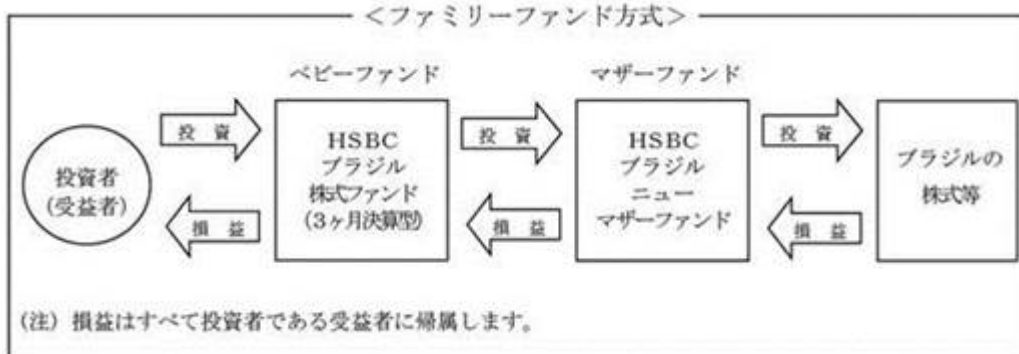 ＜ファミリーファンド方式＞
ベビーファンド
マザーファンド
投資者
(受益者)
投 資
損 益
HSBC
ブラジル
株式ファンド
(3ヶ月決算型)
投 資
損 益
HSBC
ブラジル
ニュー
マザーファンド
投 資
損 益
ブラジルの
株式等
(注) 損益はすべて投資者である受益者に帰属します。